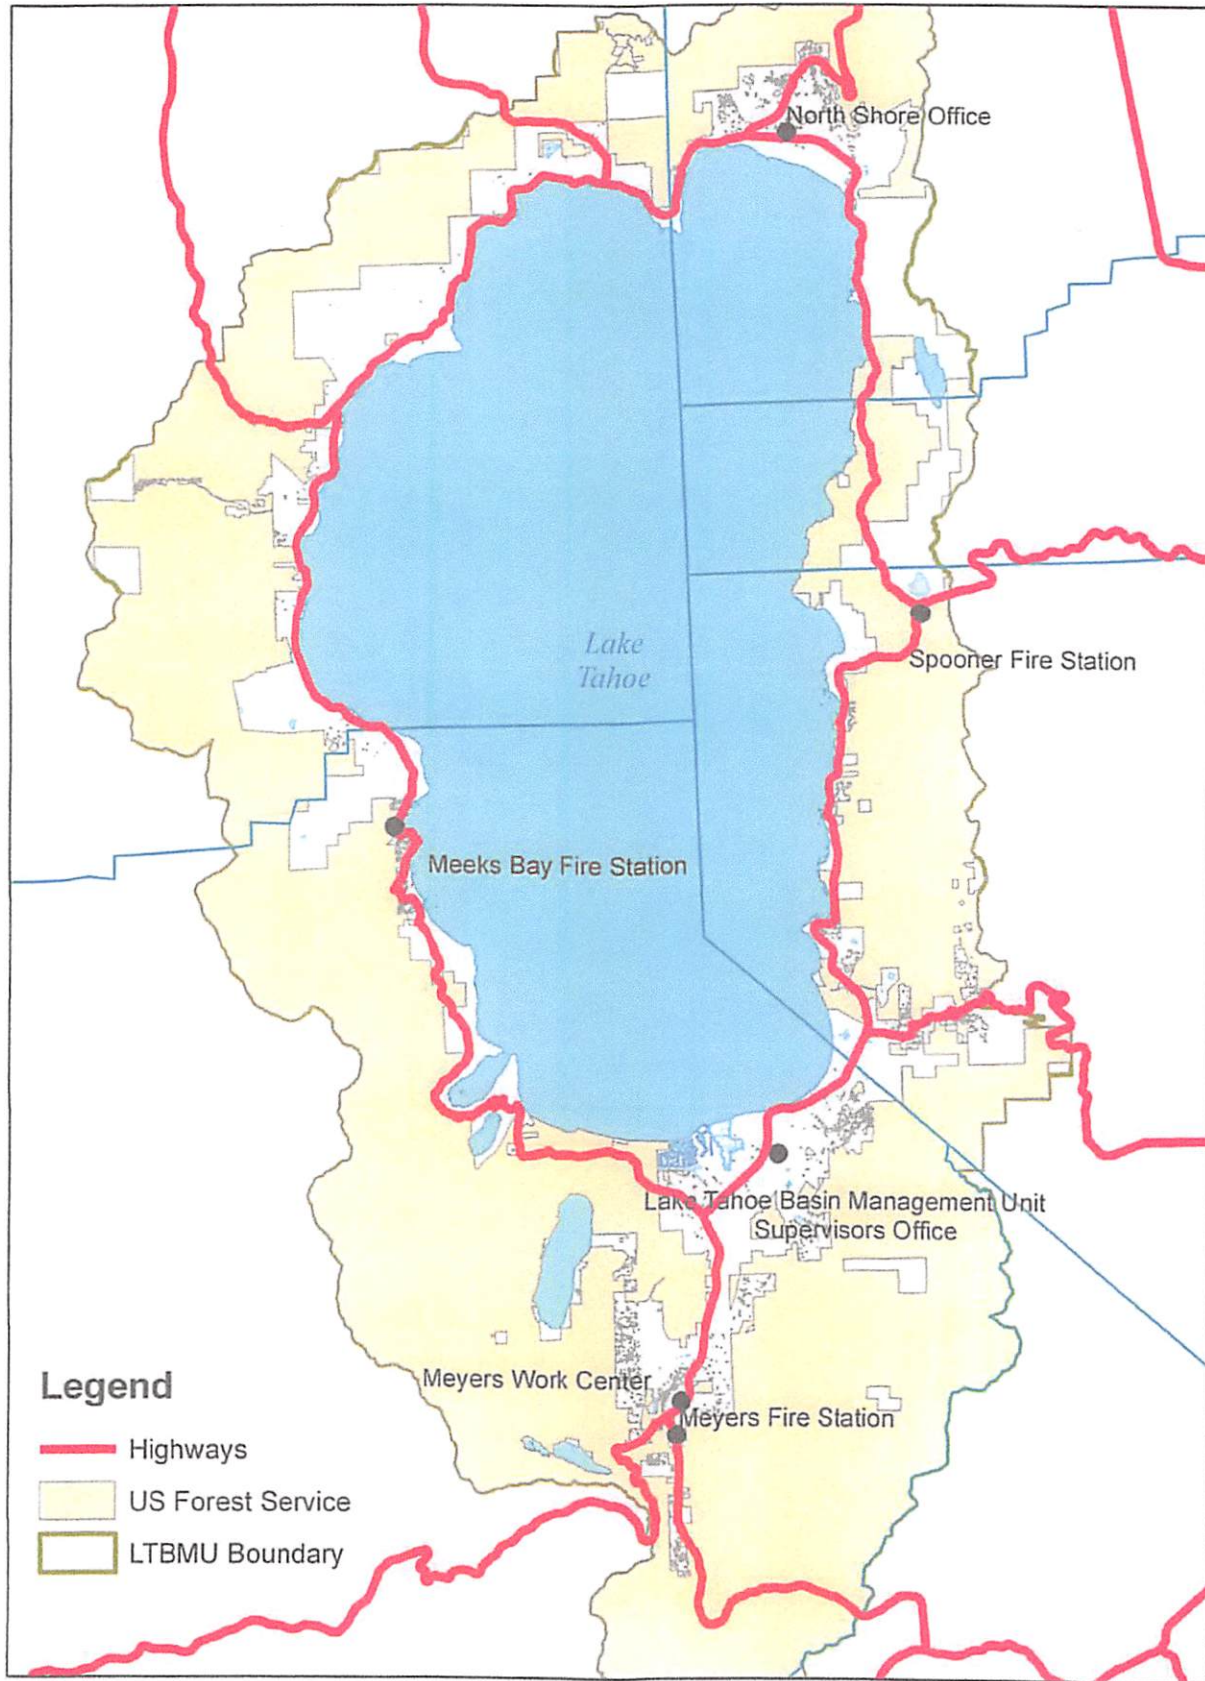 North Shore Office
Lake
Tahoe
Spooner Fire Station
Meeks Bay Fire Station
Lake Tahoe Basin Management Unit
Supervisors Office
Meyers Work Center
Meyers Fire Station
Legend
Highways
US Forest Service
LTBMU Boundary